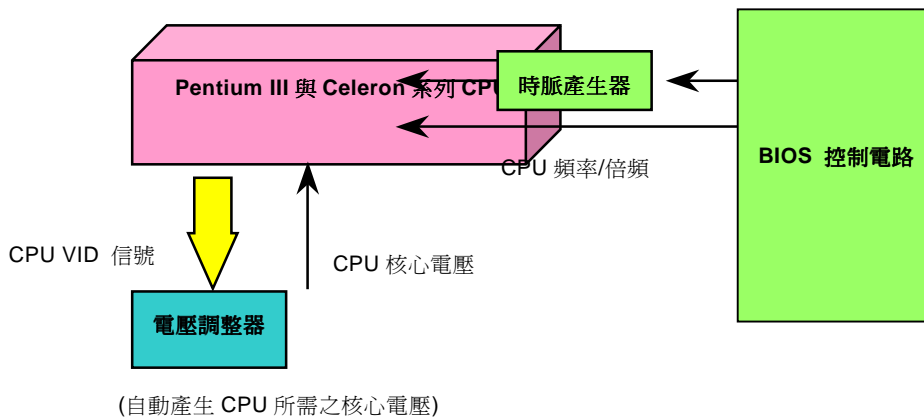 Pentium III 與 Celeron 系列 CPU
時脈產生器
BIOS 控制電路
CPU 頻率/倍頻
CPU VID 信號
CPU 核心電壓
電壓調整器
(自動產生 CPU 所需之核心電壓)